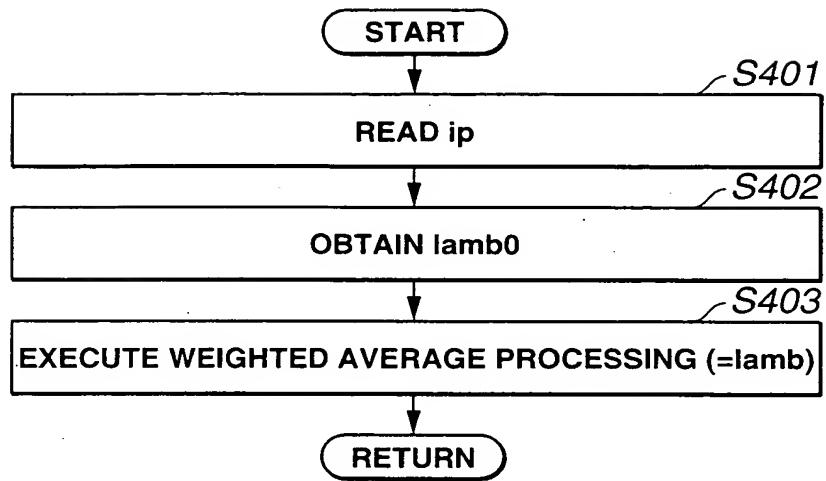 START
S401
READ ip
S402
OBTAIN lamb0
S403
EXECUTE WEIGHTED AVERAGE PROCESSING (=lamb)
RETURN